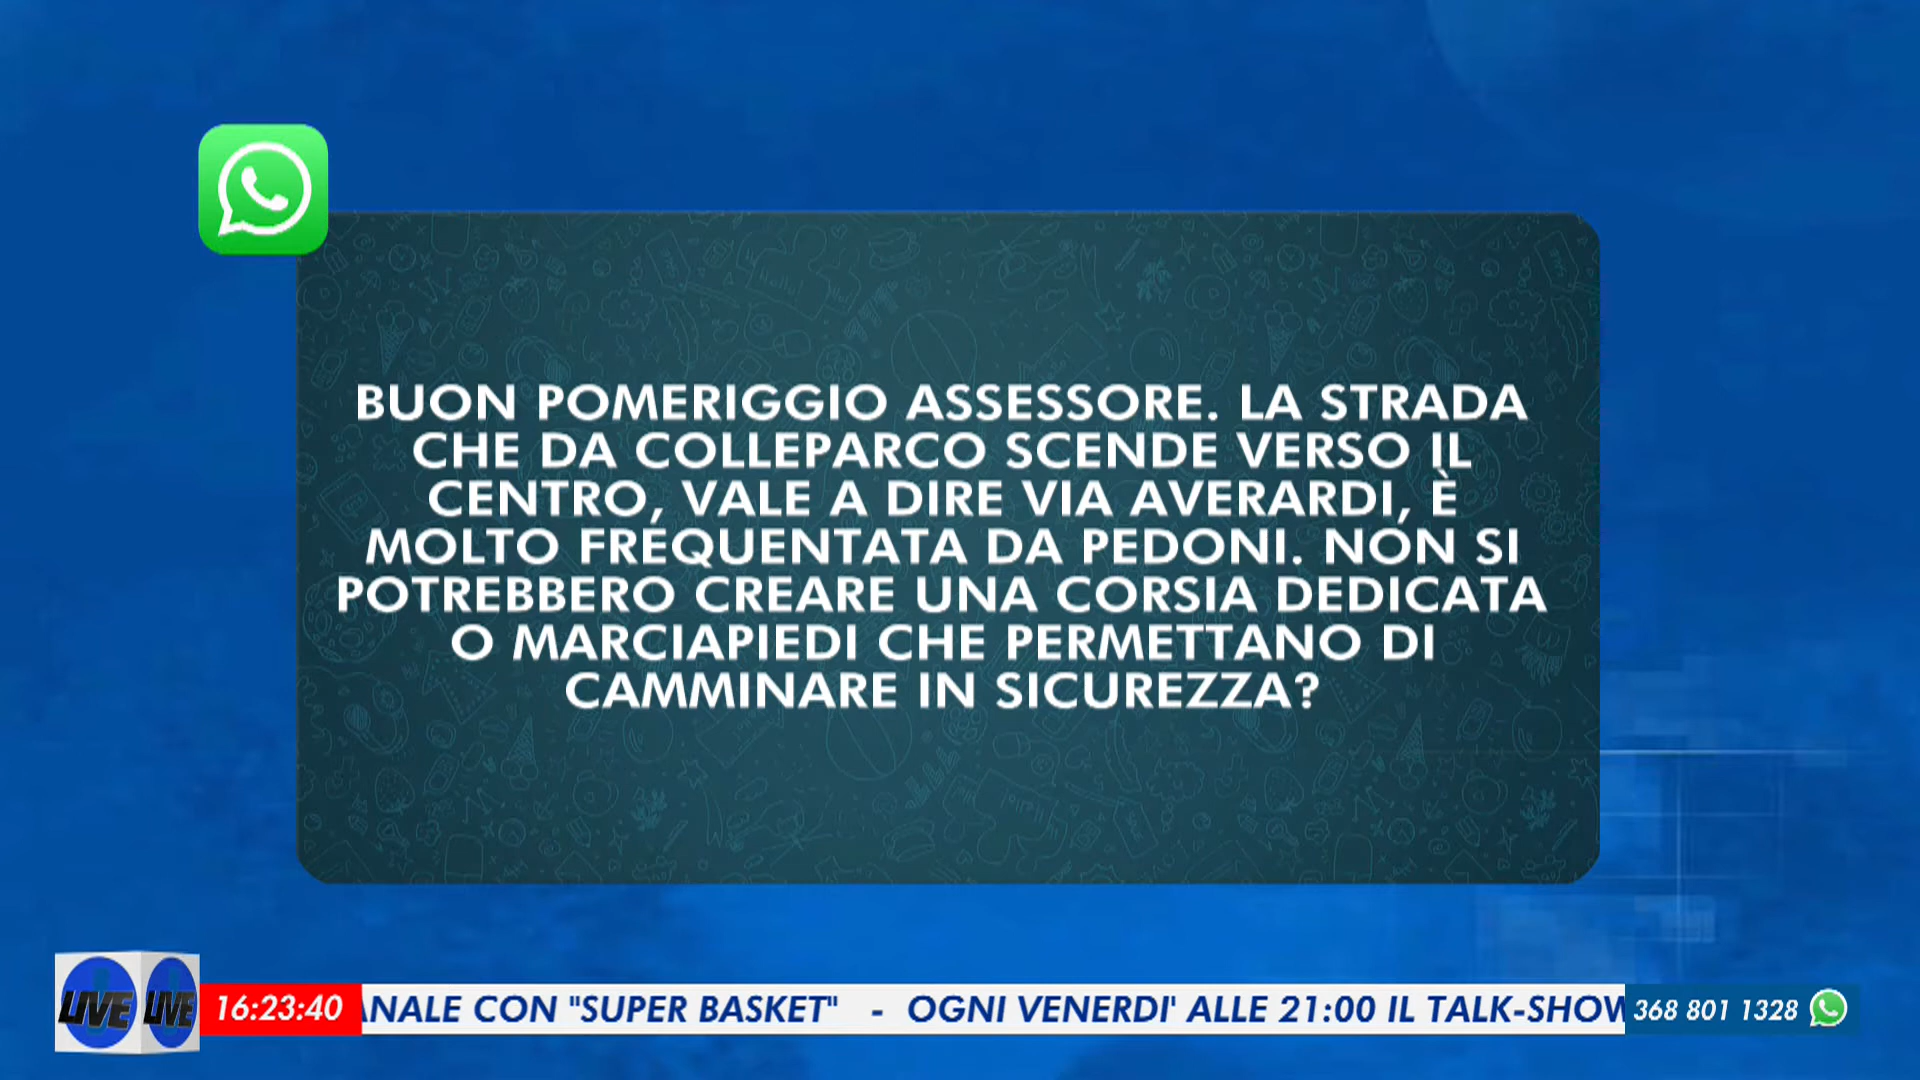 BUON POMERIGGIO ASSESSORE. LA STRADA
CHE DA COLLEPARCO SCENDE VERSO IL
CENTRO, VALE A DIRE VIA AVERARDI, È
MOLTO FREQUENTATA DA PEDONI. NON SI
POTREBBERO CREARE UNA CORSIA DEDICATA
O MARCIAPIEDI CHE PERMETTANO DI
CAMMINARE IN SICUREZZA?
LIVE LIVE
16:23:40
ANALE CON "SUPER BASKET" - OGNI VENERDI' ALLE 21:00 IL TALK-SHOW
368 801 1328